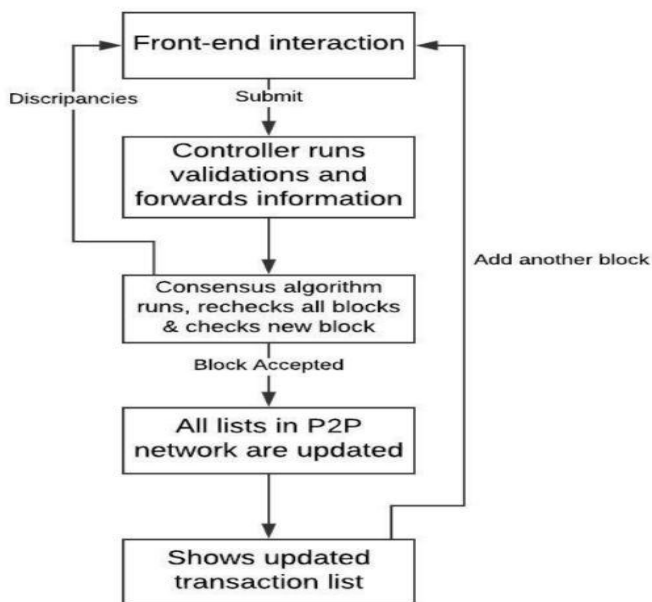 Front-end interaction
Discripancies
Submit
Controller runs
validations and
forwards information
Add another block
Consensus algorithm
runs, rechecks all blocks
& checks new block
Block Accepted
All lists in P2P
network are updated
Shows updated
transaction list